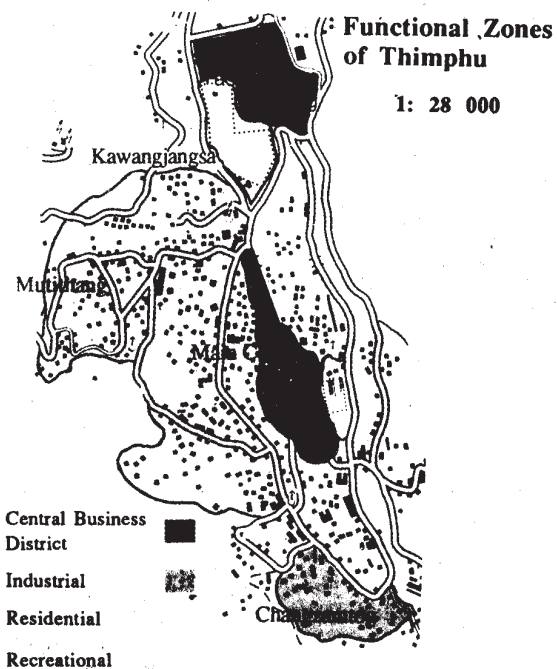 Functional Zones
of Thimphu
1: 28 000
Kawangjangsa
Central Business
District
Industrial
Residential
Recreational